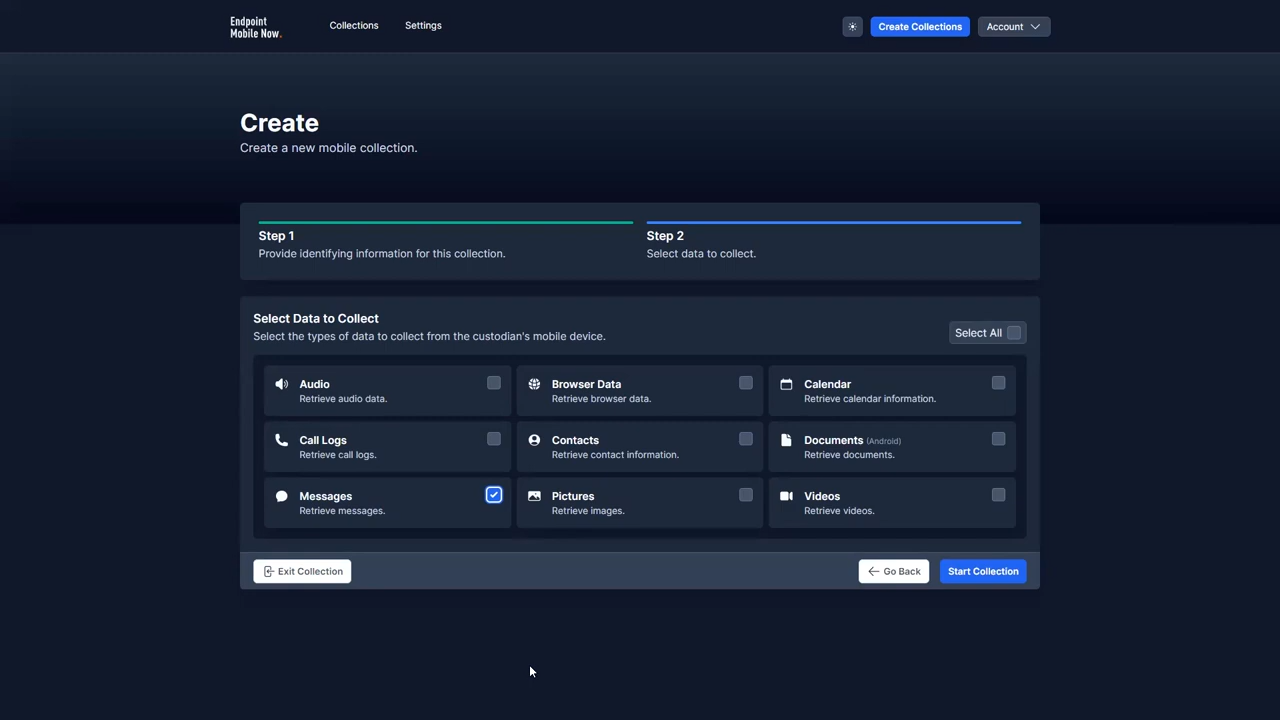 Endpoint
Mobile Now.
Collections
Settings
Create Collections
Account
Create
Create a new mobile collection.
Step 1
Provide identifying information for this collection.
Step 2
Select data to collect.
Select Data to Collect
Select the types of data to collect from the custodian's mobile device.
Select All
Audio
Retrieve audio data.
Browser Data
Retrieve browser data.
Calendar
Retrieve calendar information.
Call Logs
Retrieve call logs.
Contacts
Retrieve contact information.
Documents (Android)
Retrieve documents.
Messages
Retrieve messages.
Pictures
Retrieve images.
Videos
Retrieve videos.
Exit Collection
Go Back
Start Collection